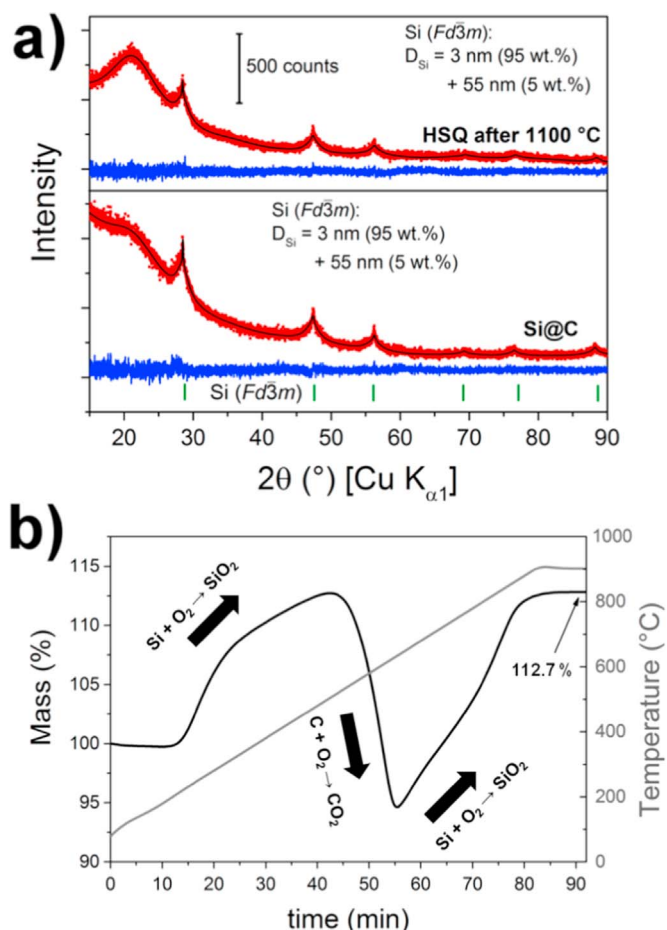 a)
Si (Fd3̅m):
D_Si = 3 nm (95 wt.%)
+ 55 nm (5 wt.%)
500 counts
HSQ after 1100 °C
Intensity
Si (Fd3̅m):
D_Si = 3 nm (95 wt.%)
+ 55 nm (5 wt.%)
Si@C
Si (Fd3̅m)
20 30 40 50 60 70 80 90
2θ (°) [Cu K_α1]
b)
115
110
105
100
95
90
Mass (%)
Si + O₂→ SiO₂
C + O₂→ CO₂
Si + O₂→ SiO₂
112.7 %
1000
800
600
400
200
0
Temperature (°C)
0 10 20 30 40 50 60 70 80 90
time (min)